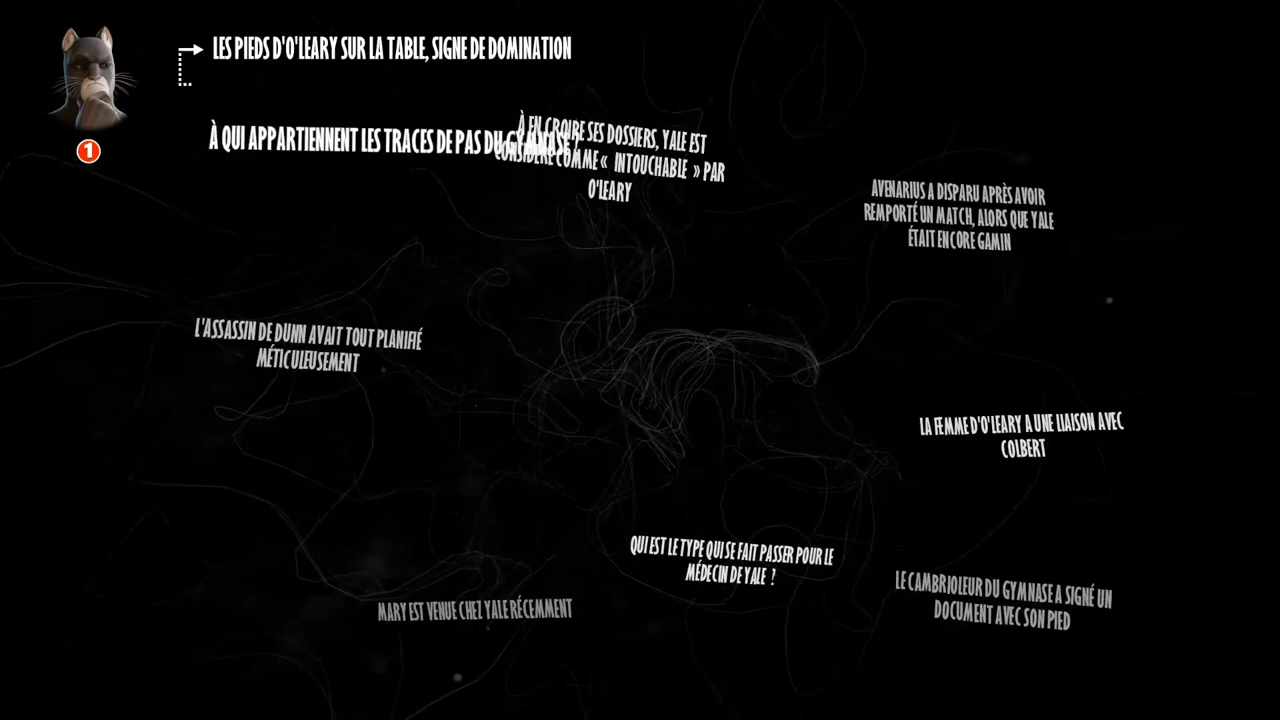 LES PIEDS D'O'LEARY SUR LA TABLE, SIGNE DE DOMINATION
À QUI APPARTIENNENT LES TRACES DE PAS DU GYMNASE ?
1
À EN CROIRE SES DOSSIERS, YALE EST
CONSIDÉRÉ COMME « INTOUCHABLE » PAR
O'LEARY
AVENARIUS A DISPARU APRÈS AVOIR
REMPORTÉ UN MATCH, ALORS QUE YALE
ÉTAIT ENCORE GAMIN
L'ASSASSIN DE DUNN AVAIT TOUT PLANIFIÉ
MÉTICULEUSEMENT
LA FEMME D'O'LEARY A UNE LIAISON AVEC
COLBERT
QUI EST LE TYPE QUI SE FAIT PASSER POUR LE
MÉDECIN DE YALE ?
LE CAMBRIOLEUR DU GYMNASE A SIGNÉ UN
DOCUMENT AVEC SON PIED
MARY EST VENUE CHEZ YALE RÉCEMMENT